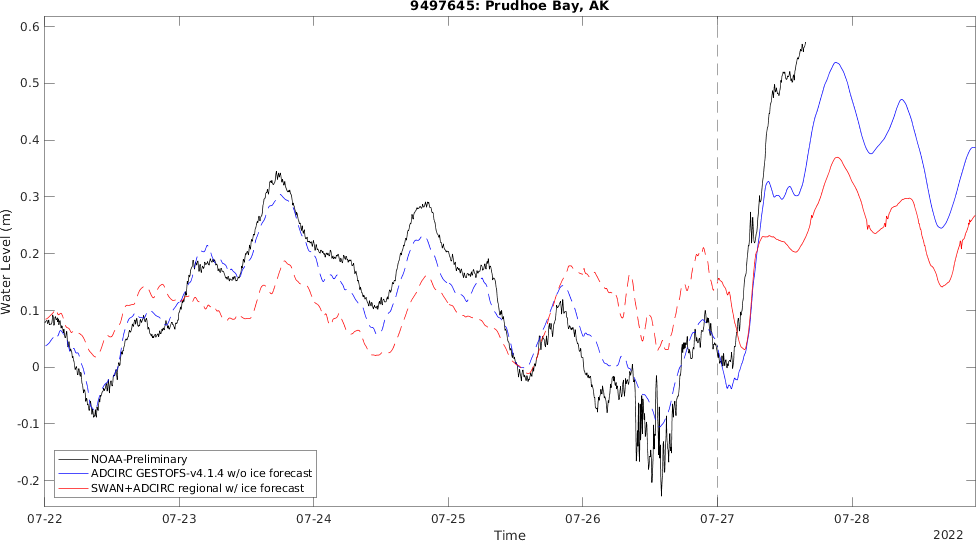 9497645: Prudhoe Bay, AK
0.6
0.5
0.4
0.3
0.2
0.1
0
-0.1
-0.2
Water Level (m)
NOAA-Preliminary
ADCIRC GESTOFS-v4.1.4 w/o ice forecast
SWAN+ADCIRC regional w/ ice forecast
07-22 07-23 07-24 07-25 07-26 07-27 07-28
Time
2022